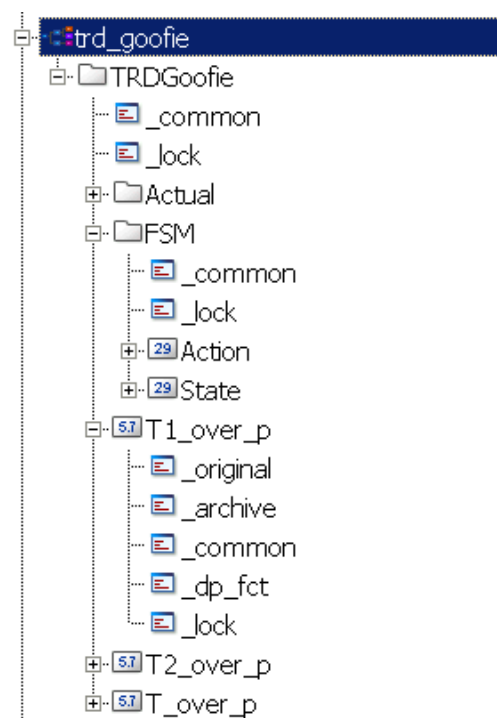 trd_goofie
TRDGoofie
_common
_lock
Actual
FSM
_common
_lock
29 Action
29 State
5.7 T1_over_p
_original
_archive
_common
_dp_fct
_lock
5.7 T2_over_p
5.7 T_over_p